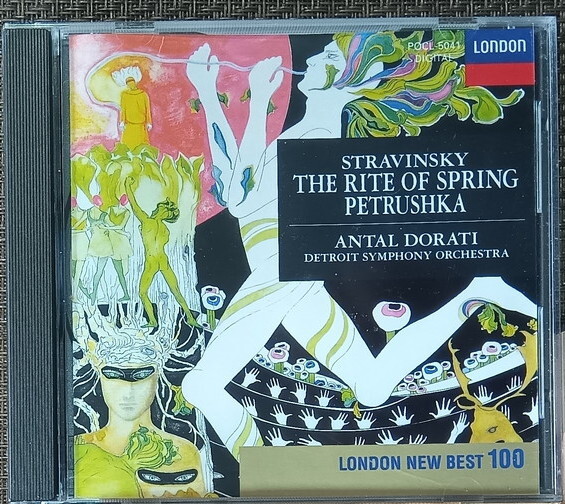 POCL-5041
DIGITAL
LONDON
STRAVINSKY
THE RITE OF SPRING
PETRUSHKA
ANTAL DORATI
DETROIT SYMPHONY ORCHESTRA
LONDON NEW BEST 100